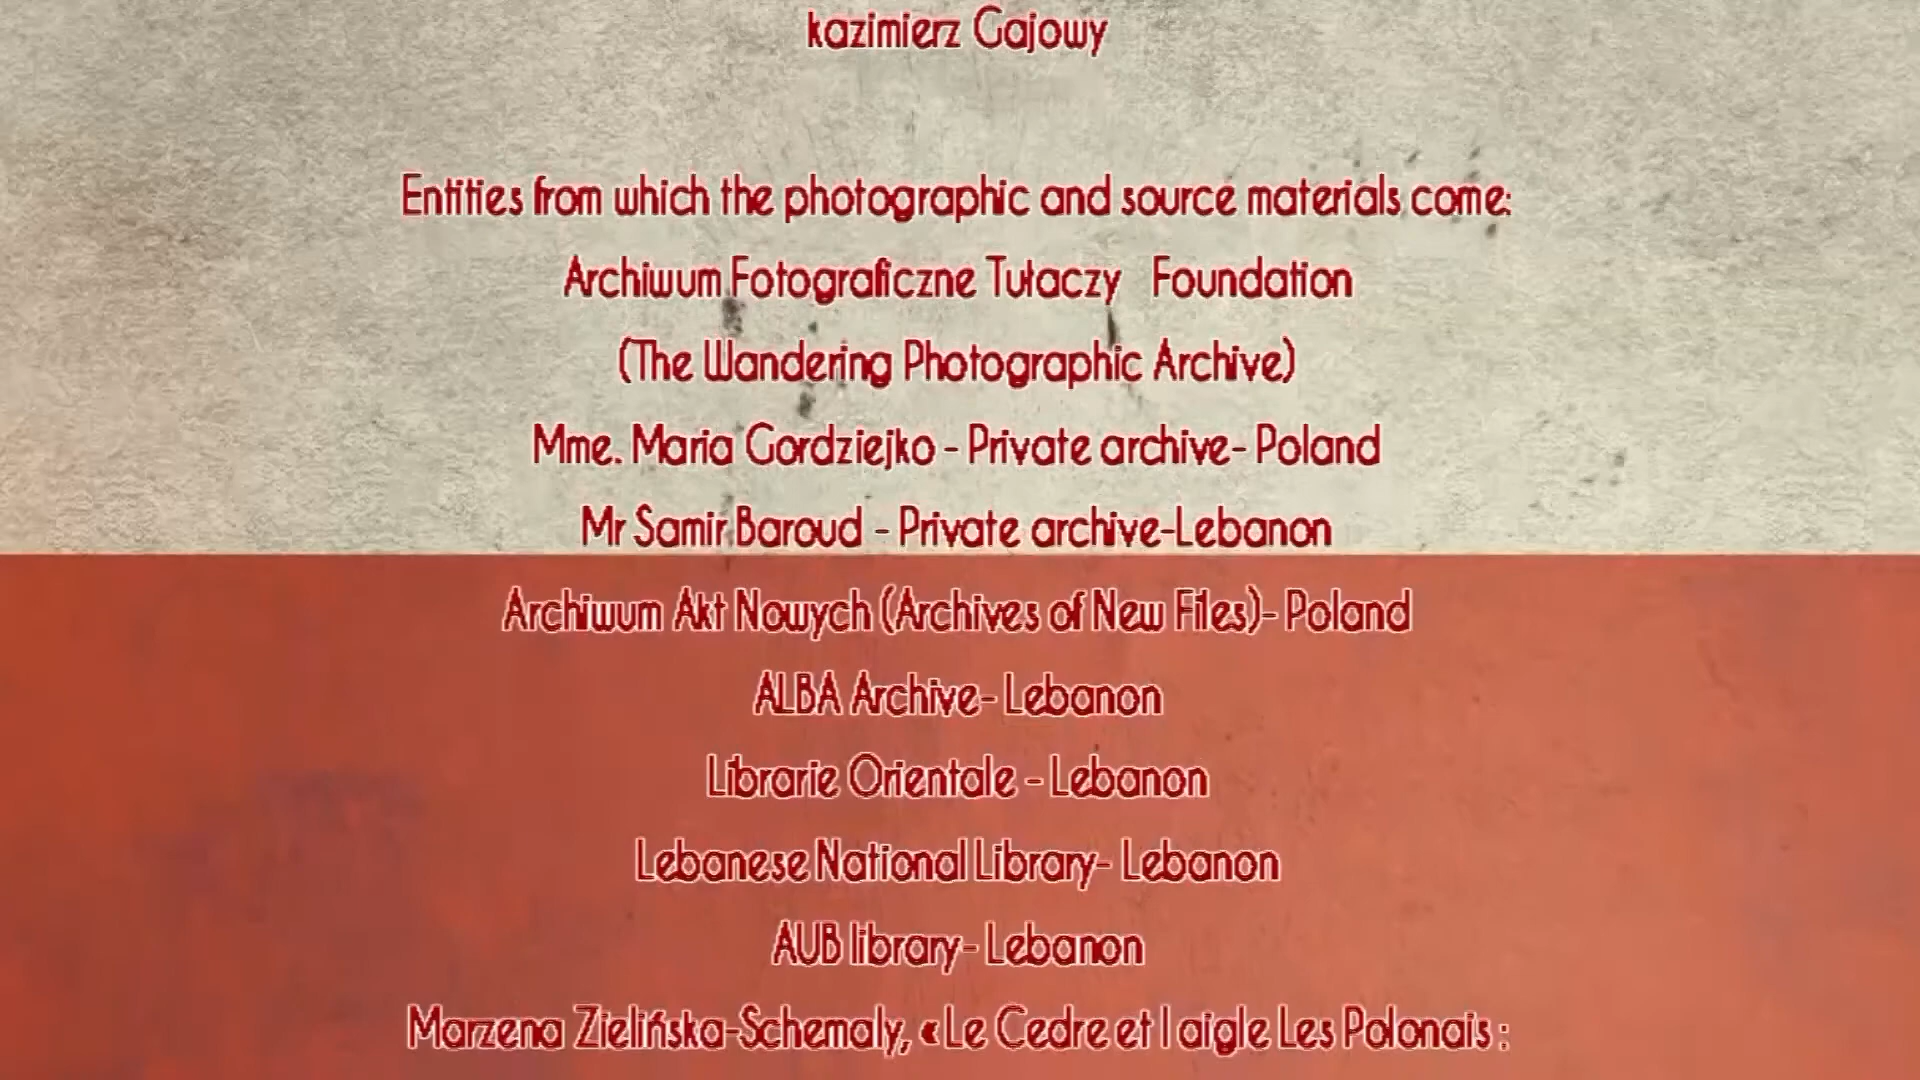 kazimierz Gajowy
Entities from which the photographic and source materials come:
Archiwum Fotograficzne Tułaczy Foundation
(The Wandering Photographic Archive)
Mme. Maria Gordziejko - Private archive- Poland
Mr Samir Baroud - Private archive-Lebanon
Archiwum Akt Nowych (Archives of New Files)- Poland
ALBA Archive- Lebanon
Librarie Orientale - Lebanon
Lebanese National Library- Lebanon
AUB library- Lebanon
Marzena Zielińska-Schemaly, «Le Cedre et l aigle Les Polonais :